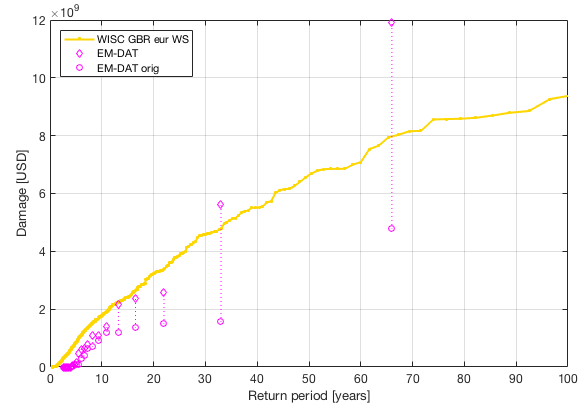 ×10⁹
12
10
8
6
4
2
0
Damage [USD]
WISC GBR eur WS
EM-DAT
EM-DAT orig
0 10 20 30 40 50 60 70 80 90 100
Return period [years]